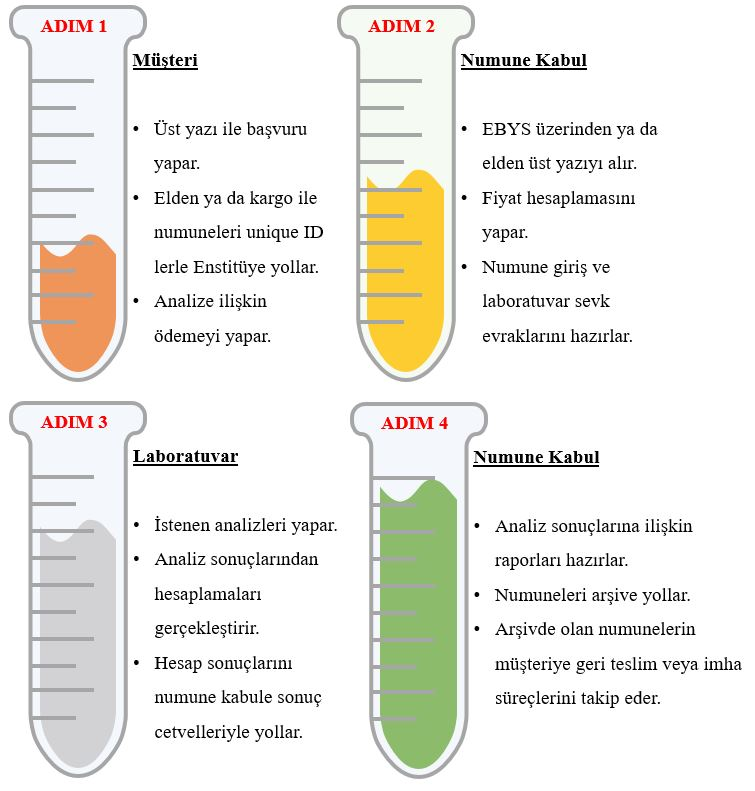 ADIM 1
Müşteri
• Üst yazı ile başvuru
yapar.
• Elden ya da kargo ile
numuneleri unique ID
lerle Enstitüye yollar.
• Analize ilişkin
ödemeyi yapar.
ADIM 2
Numune Kabul
• EBYS üzerinden ya da
elden üst yazıyı alır.
• Fiyat hesaplamasını
yapar.
• Numune giriş ve
laboratuvar sevk
evraklarını hazırlar.
ADIM 3
Laboratuvar
• İstenen analizleri yapar.
• Analiz sonuçlarından
hesaplamaları
gerçekleştirir.
• Hesap sonuçlarını
numune kabule sonuç
cetvelleriyle yollar.
ADIM 4
Numune Kabul
• Analiz sonuçlarına ilişkin
raporları hazırlar.
• Numuneleri arşive yollar.
• Arşivde olan numunelerin
müşteriye geri teslim veya imha
süreçlerini takip eder.